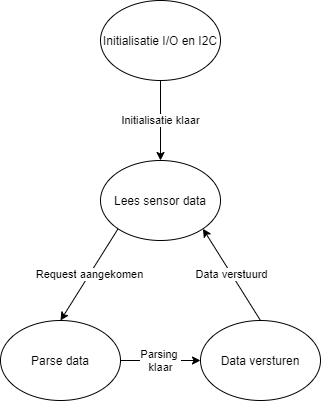 Initialisatie I/O en I2C
Initialisatie klaar
Lees sensor data
Request aangekomen
Data verstuurd
Parse data
Parsing
klaar
Data versturen